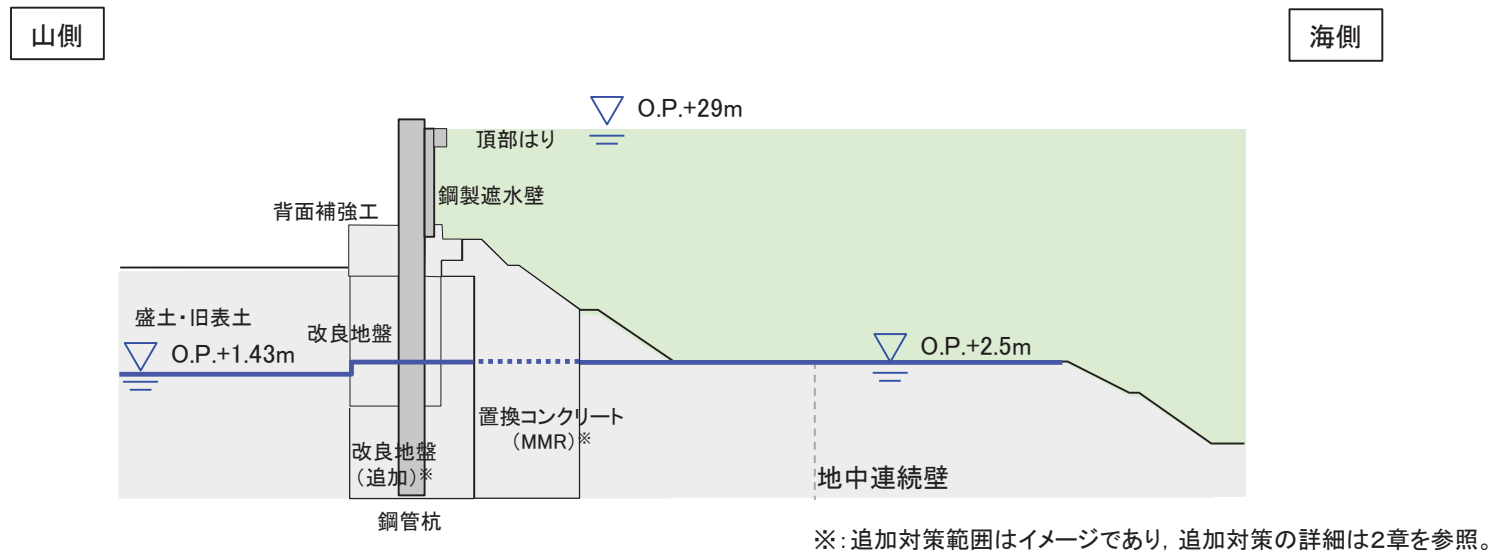 山側
海側
O.P.+29m
頂部はり
鋼製遮水壁
背面補強工
盛土・旧表土
改良地盤
O.P.+1.43m
O.P.+2.5m
置換コンクリート
（MMR）※
改良地盤
（追加）※
地中連続壁
鋼管杭
※：追加対策範囲はイメージであり，追加対策の詳細は2章を参照。